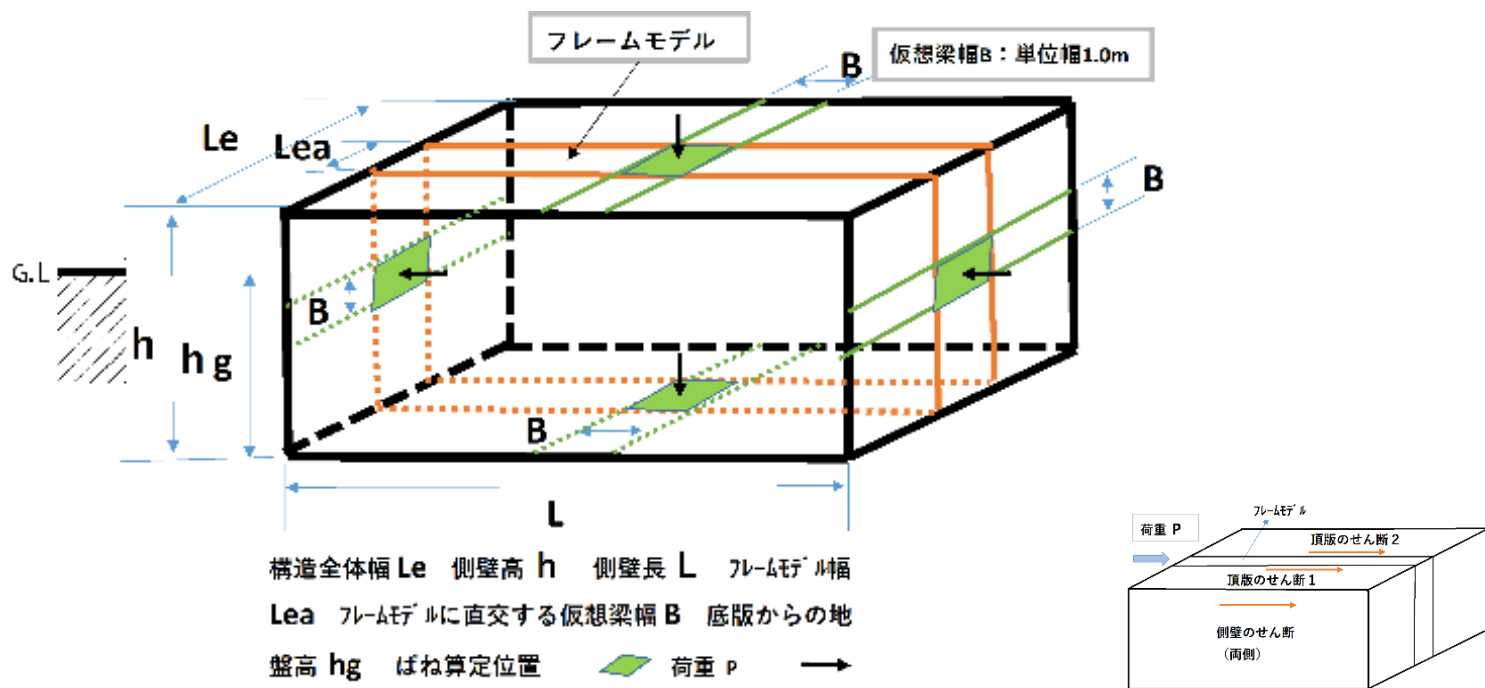 フレームモデル
仮想梁幅B：単位幅1.0m
B
Le
Lea
B
G.L
h
hg
B
B
L
構造全体幅 Le 側壁高 h 側壁長 L ﾌﾚｰﾑﾓﾃﾞﾙ幅
Lea ﾌﾚｰﾑﾓﾃﾞﾙに直交する仮想梁幅 B 底版からの地
盤高 hg ばね算定位置 荷重 P
ﾌﾚｰﾑﾓﾃﾞﾙ
荷重 P
頂版のせん断２
頂版のせん断１
側壁のせん断
（両側）